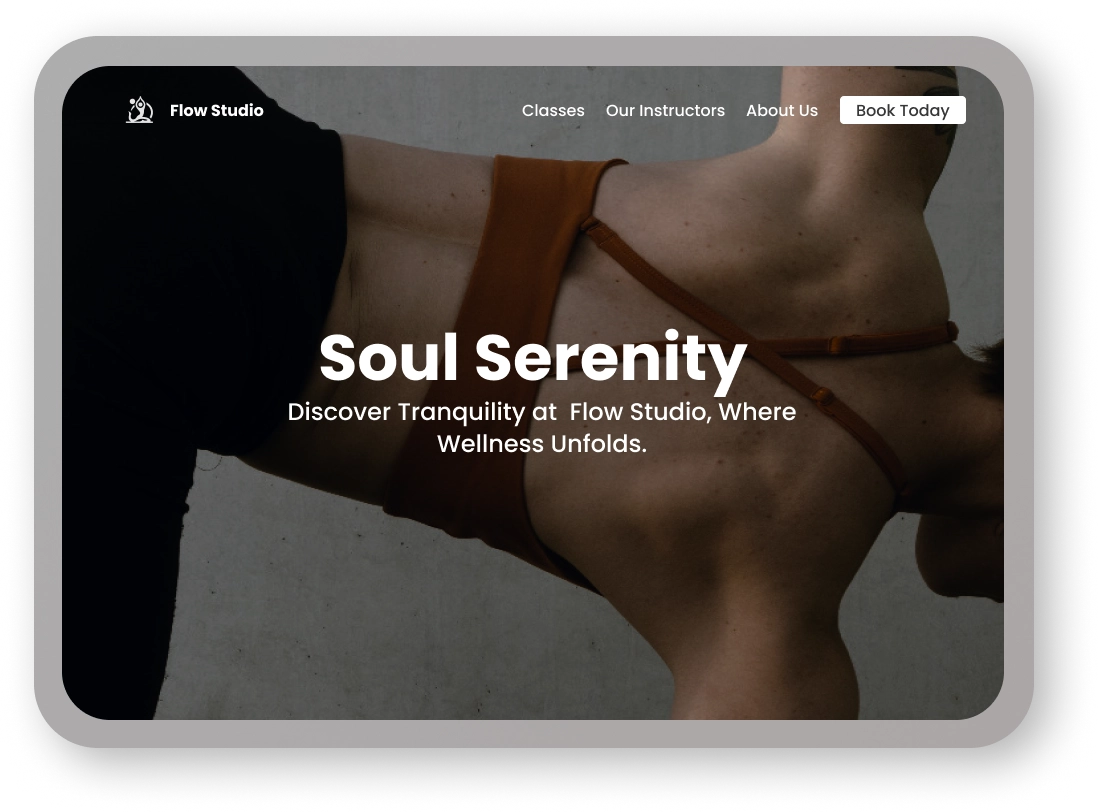 Flow Studio
Classes Our Instructors About Us Book Today
Soul Serenity
Discover Tranquility at  Flow Studio, Where
Wellness Unfolds.